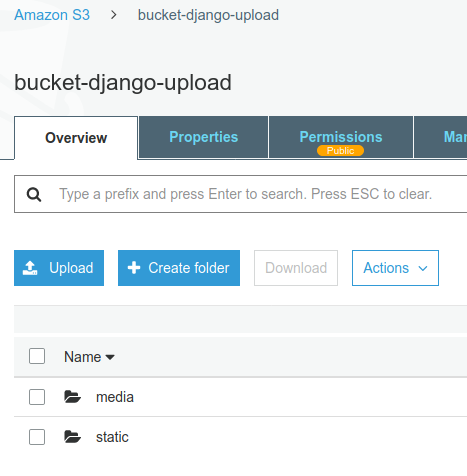 Amazon S3 > bucket-django-upload
bucket-django-upload
Overview Properties Permissions Mar
Public
Type a prefix and press Enter to search. Press ESC to clear.
Upload + Create folder Download Actions
Name
media
static